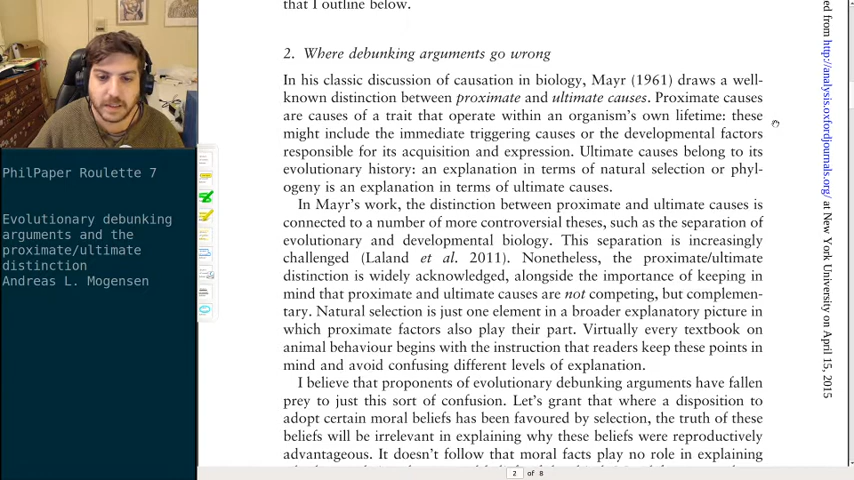 that I outline below.
2. Where debunking arguments go wrong
In his classic discussion of causation in biology, Mayr (1961) draws a well-
known distinction between proximate and ultimate causes. Proximate causes
are causes of a trait that operate within an organism's own lifetime: these
might include the immediate triggering causes or the developmental factors
responsible for its acquisition and expression. Ultimate causes belong to its
evolutionary history: an explanation in terms of natural selection or phyl-
ogeny is an explanation in terms of ultimate causes.
In Mayr's work, the distinction between proximate and ultimate causes is
connected to a number of more controversial theses, such as the separation of
evolutionary and developmental biology. This separation is increasingly
challenged (Laland et al. 2011). Nonetheless, the proximate/ultimate
distinction is widely acknowledged, alongside the importance of keeping in
mind that proximate and ultimate causes are not competing, but complemen-
tary. Natural selection is just one element in a broader explanatory picture in
which proximate factors also play their part. Virtually every textbook on
animal behaviour begins with the instruction that readers keep these points in
mind and avoid confusing different levels of explanation.
I believe that proponents of evolutionary debunking arguments have fallen
prey to just this sort of confusion. Let's grant that where a disposition to
adopt certain moral beliefs has been favoured by selection, the truth of these
beliefs will be irrelevant in explaining why these beliefs were reproductively
advantageous. It doesn't follow that moral facts play no role in explaining
PhilPaper Roulette 7
Evolutionary debunking
arguments and the
proximate/ultimate
distinction
Andreas L. Mogensen
ed from http://analysis.oxfordjournals.org/ at New York University on April 15, 2015
2 of 8